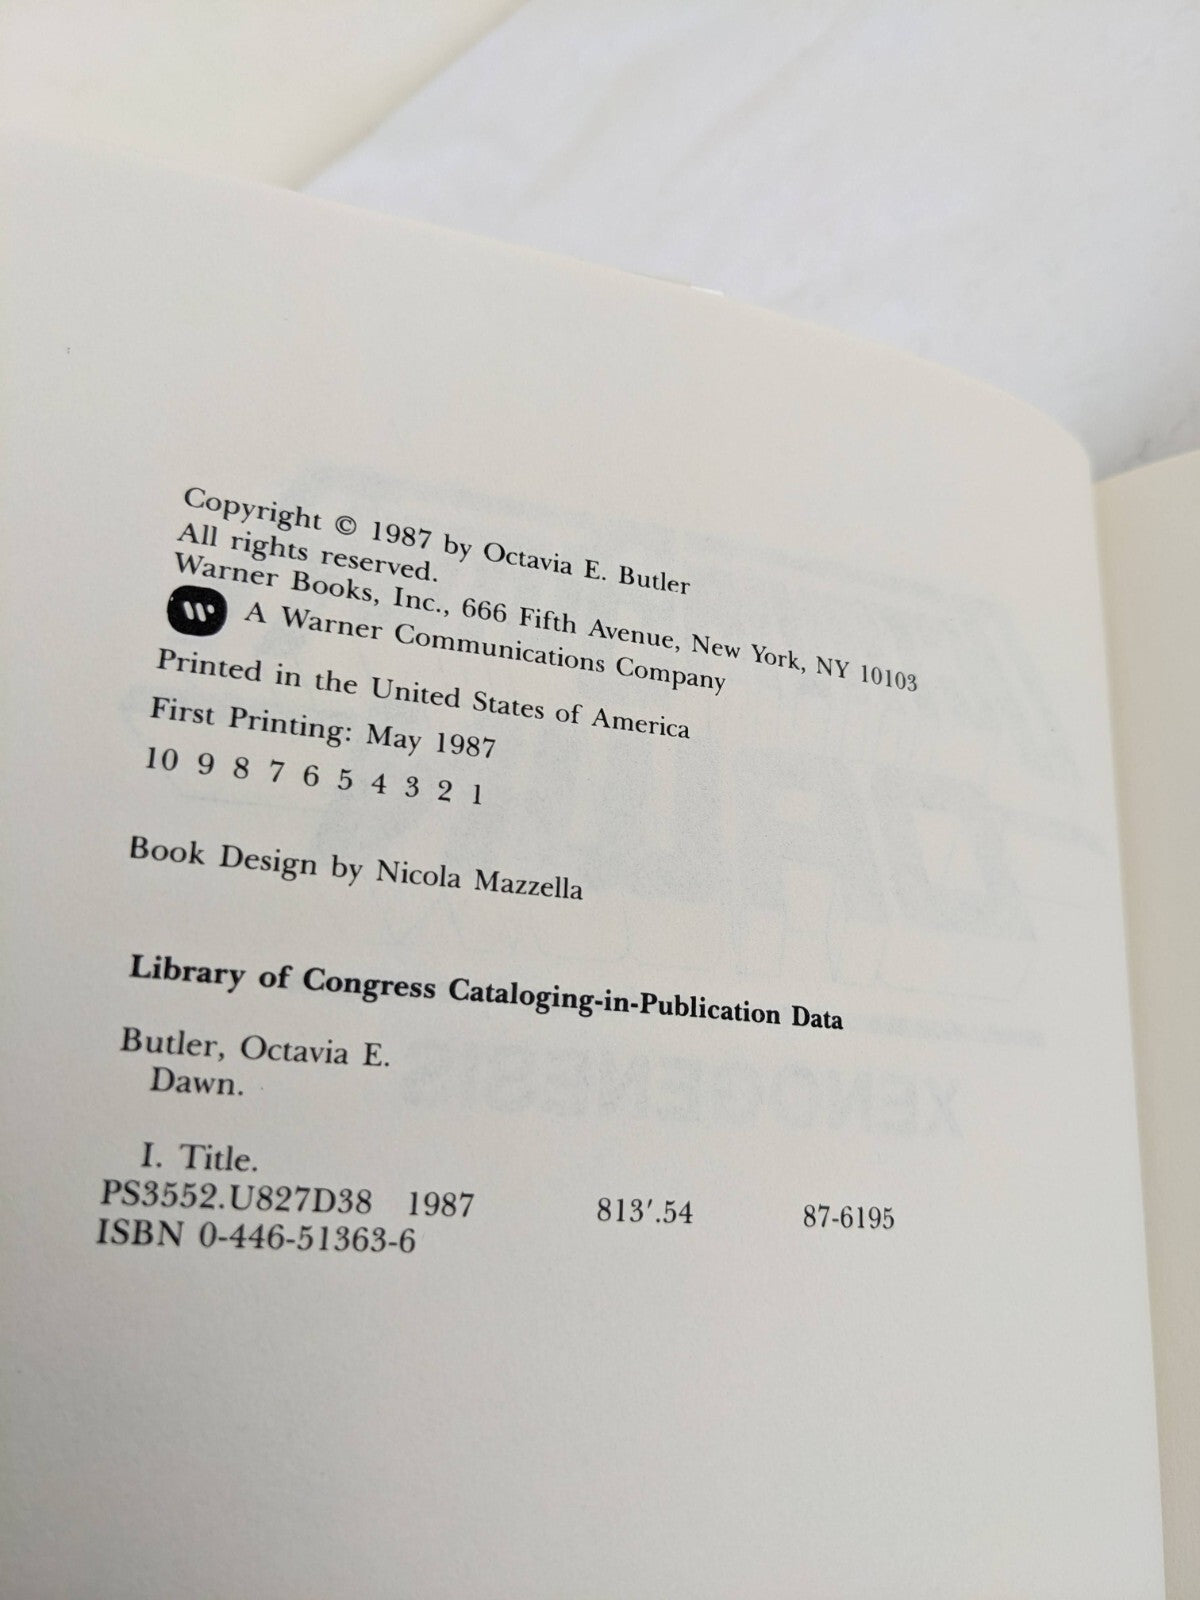 Copyright © 1987 by Octavia E. Butler
All rights reserved.
Warner Books, Inc., 666 Fifth Avenue, New York, NY 10103
A Warner Communications Company
Printed in the United States of America
First Printing: May 1987
10 9 8 7 6 5 4 3 2 1
Book Design by Nicola Mazzella
Library of Congress Cataloging-in-Publication Data
Butler, Octavia E.
Dawn.
I. Title.
PS3552.U827D38 1987 813′.54 87-6195
ISBN 0-446-51363-6
XENOGENESIS